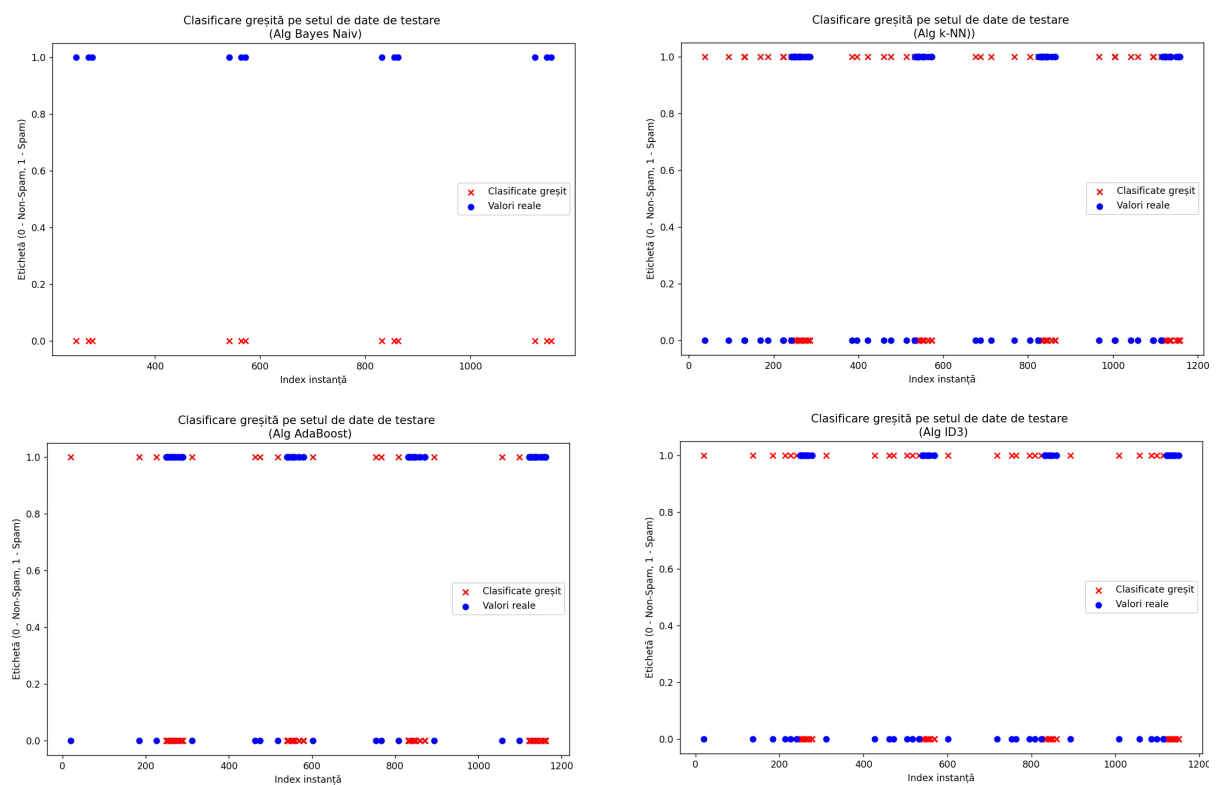 Clasificare greșită pe setul de date de testare
(Alg Bayes Naiv)
Etichetă (0 - Non-Spam, 1 - Spam)
1.0
0.8
0.6
0.4
0.2
0.0
Clasificate greșit
Valori reale
400
600
800
1000
Index instanță
Clasificare greșită pe setul de date de testare
(Alg k-NN))
Etichetă (0 - Non-Spam, 1 - Spam)
1.0
0.8
0.6
0.4
0.2
0.0
Clasificate greșit
Valori reale
0
200
400
600
800
1000
1200
Index instanță
Clasificare greșită pe setul de date de testare
(Alg AdaBoost)
Etichetă (0 - Non-Spam, 1 - Spam)
1.0
0.8
0.6
0.4
0.2
0.0
Clasificate greșit
Valori reale
0
200
400
600
800
1000
1200
Index instanță
Clasificare greșită pe setul de date de testare
(Alg ID3)
Etichetă (0 - Non-Spam, 1 - Spam)
1.0
0.8
0.6
0.4
0.2
0.0
Clasificate greșit
Valori reale
0
200
400
600
800
1000
1200
Index instanță